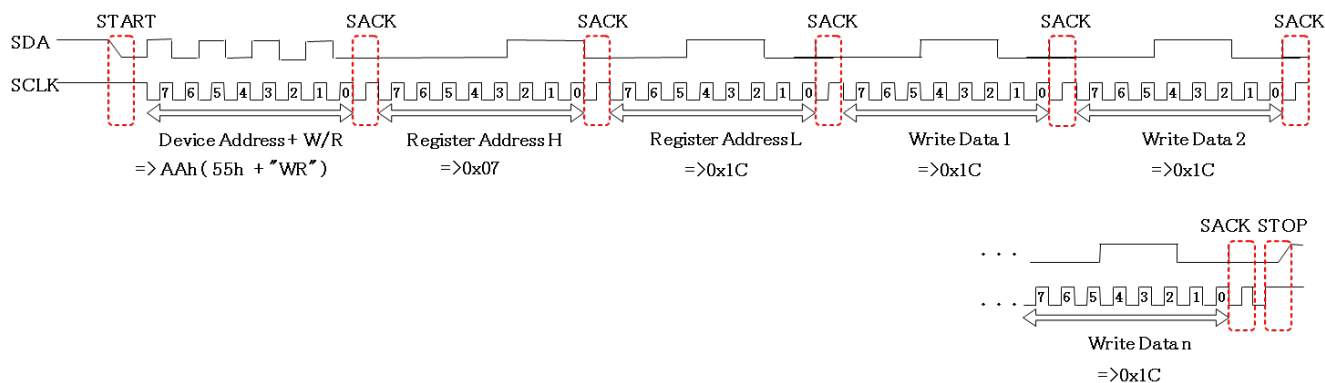 START SACK SACK SACK SACK SACK
SDA
SCLK
7 6 5 4 3 2 1 0 7 6 5 4 3 2 1 0 7 6 5 4 3 2 1 0 7 6 5 4 3 2 1 0 7 6 5 4 3 2 1 0
Device Address + W/R Register Address H Register Address L Write Data 1 Write Data 2
=> AAh ( 55h + "WR" ) =>0x07 =>0x1C =>0x1C =>0x1C
SACK STOP
. . .
. . . 7 6 5 4 3 2 1 0
Write Data n
=>0x1C